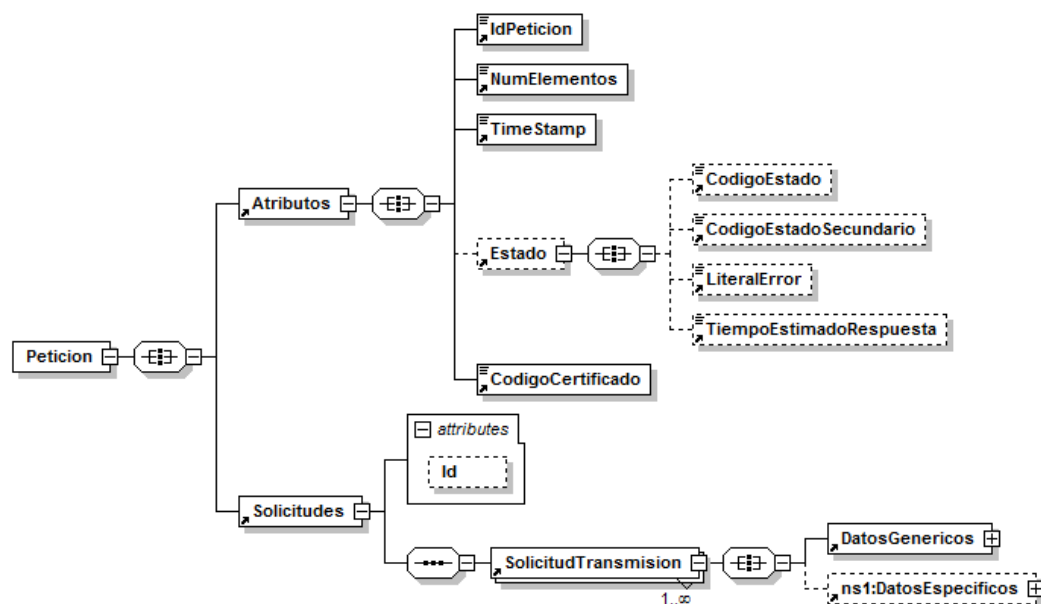 IdPeticion
NumElementos
TimeStamp
CodigoEstado
Atributos
CodigoEstadoSecundario
Estado
LiteralError
TiempoEstimadoRespuesta
Peticion
CodigoCertificado
attributes
Id
Solicitudes
DatosGenericos
SolicitudTransmision
ns1:DatosEspecificos
1..∞